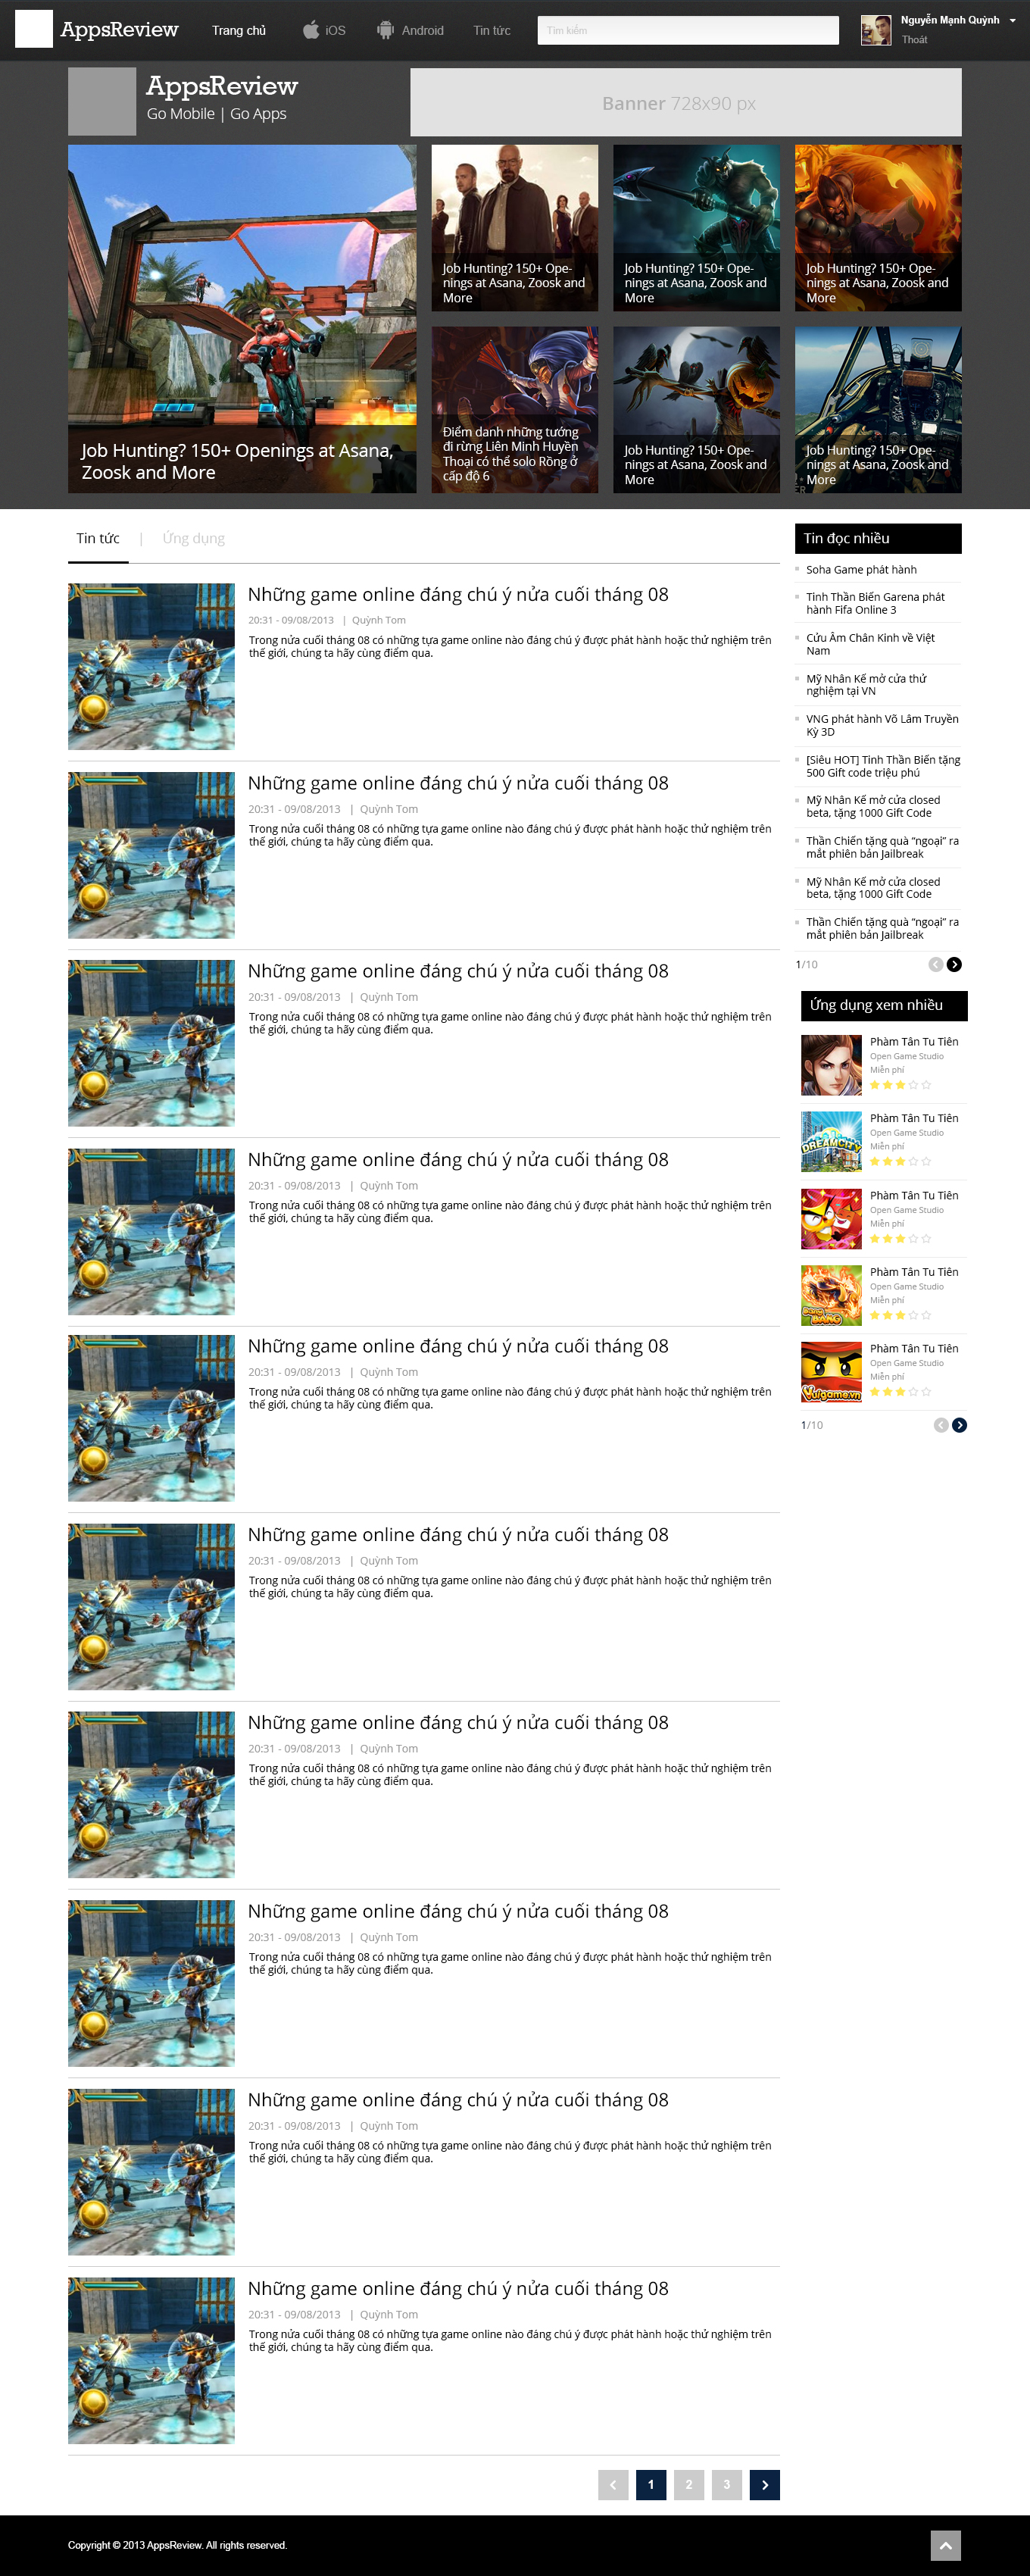 AppsReview
Trang chủ
iOS
Android
Tin tức
Tìm kiếm
Nguyễn Mạnh Quỳnh
Thoát
AppsReview
Go Mobile | Go Apps
Banner 728x90 px
Job Hunting? 150+ Openings at Asana,
Zoosk and More
Job Hunting? 150+ Ope-
nings at Asana, Zoosk and
More
Job Hunting? 150+ Ope-
nings at Asana, Zoosk and
More
Job Hunting? 150+ Ope-
nings at Asana, Zoosk and
More
Điểm danh những tướng
đi rừng Liên Minh Huyền
Thoại có thể solo Rồng ở
cấp độ 6
Job Hunting? 150+ Ope-
nings at Asana, Zoosk and
More
Job Hunting? 150+ Ope-
nings at Asana, Zoosk and
More
Tin tức | Ứng dụng
Những game online đáng chú ý nửa cuối tháng 08
20:31 - 09/08/2013 | Quỳnh Tom
Trong nửa cuối tháng 08 có những tựa game online nào đáng chú ý được phát hành hoặc thử nghiệm trên
thế giới, chúng ta hãy cùng điểm qua.
Những game online đáng chú ý nửa cuối tháng 08
20:31 - 09/08/2013 | Quỳnh Tom
Trong nửa cuối tháng 08 có những tựa game online nào đáng chú ý được phát hành hoặc thử nghiệm trên
thế giới, chúng ta hãy cùng điểm qua.
Những game online đáng chú ý nửa cuối tháng 08
20:31 - 09/08/2013 | Quỳnh Tom
Trong nửa cuối tháng 08 có những tựa game online nào đáng chú ý được phát hành hoặc thử nghiệm trên
thế giới, chúng ta hãy cùng điểm qua.
Những game online đáng chú ý nửa cuối tháng 08
20:31 - 09/08/2013 | Quỳnh Tom
Trong nửa cuối tháng 08 có những tựa game online nào đáng chú ý được phát hành hoặc thử nghiệm trên
thế giới, chúng ta hãy cùng điểm qua.
Những game online đáng chú ý nửa cuối tháng 08
20:31 - 09/08/2013 | Quỳnh Tom
Trong nửa cuối tháng 08 có những tựa game online nào đáng chú ý được phát hành hoặc thử nghiệm trên
thế giới, chúng ta hãy cùng điểm qua.
Những game online đáng chú ý nửa cuối tháng 08
20:31 - 09/08/2013 | Quỳnh Tom
Trong nửa cuối tháng 08 có những tựa game online nào đáng chú ý được phát hành hoặc thử nghiệm trên
thế giới, chúng ta hãy cùng điểm qua.
Những game online đáng chú ý nửa cuối tháng 08
20:31 - 09/08/2013 | Quỳnh Tom
Trong nửa cuối tháng 08 có những tựa game online nào đáng chú ý được phát hành hoặc thử nghiệm trên
thế giới, chúng ta hãy cùng điểm qua.
Những game online đáng chú ý nửa cuối tháng 08
20:31 - 09/08/2013 | Quỳnh Tom
Trong nửa cuối tháng 08 có những tựa game online nào đáng chú ý được phát hành hoặc thử nghiệm trên
thế giới, chúng ta hãy cùng điểm qua.
Những game online đáng chú ý nửa cuối tháng 08
20:31 - 09/08/2013 | Quỳnh Tom
Trong nửa cuối tháng 08 có những tựa game online nào đáng chú ý được phát hành hoặc thử nghiệm trên
thế giới, chúng ta hãy cùng điểm qua.
Những game online đáng chú ý nửa cuối tháng 08
20:31 - 09/08/2013 | Quỳnh Tom
Trong nửa cuối tháng 08 có những tựa game online nào đáng chú ý được phát hành hoặc thử nghiệm trên
thế giới, chúng ta hãy cùng điểm qua.
1
2
3
Tin đọc nhiều
Soha Game phát hành
Tinh Thần Biến Garena phát
hành Fifa Online 3
Cửu Âm Chân Kinh về Việt
Nam
Mỹ Nhân Kế mở cửa thử
nghiệm tại VN
VNG phát hành Võ Lâm Truyền
Kỳ 3D
[Siêu HOT] Tinh Thần Biến tặng
500 Gift code triệu phú
Mỹ Nhân Kế mở cửa closed
beta, tặng 1000 Gift Code
Thần Chiến tặng quà “ngoại” ra
mắt phiên bản Jailbreak
Mỹ Nhân Kế mở cửa closed
beta, tặng 1000 Gift Code
Thần Chiến tặng quà “ngoại” ra
mắt phiên bản Jailbreak
1/10
Ứng dụng xem nhiều
Phàm Tân Tu Tiên
Open Game Studio
Miễn phí
DREAMCITY
Phàm Tân Tu Tiên
Open Game Studio
Miễn phí
Phàm Tân Tu Tiên
Open Game Studio
Miễn phí
BANG BANG
Phàm Tân Tu Tiên
Open Game Studio
Miễn phí
Vuigame.vn
Phàm Tân Tu Tiên
Open Game Studio
Miễn phí
1/10
Copyright © 2013 AppsReview. All rights reserved.